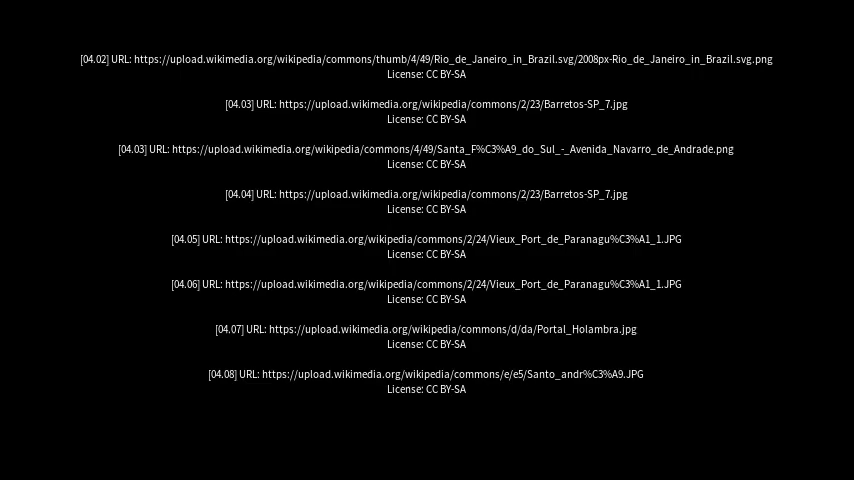 [04.02] URL: https://upload.wikimedia.org/wikipedia/commons/thumb/4/49/Rio_de_Janeiro_in_Brazil.svg/2008px-Rio_de_Janeiro_in_Brazil.svg.png
License: CC BY-SA
[04.03] URL: https://upload.wikimedia.org/wikipedia/commons/2/23/Barretos-SP_7.jpg
License: CC BY-SA
[04.03] URL: https://upload.wikimedia.org/wikipedia/commons/4/49/Santa_F%C3%A9_do_Sul_-_Avenida_Navarro_de_Andrade.png
License: CC BY-SA
[04.04] URL: https://upload.wikimedia.org/wikipedia/commons/2/23/Barretos-SP_7.jpg
License: CC BY-SA
[04.05] URL: https://upload.wikimedia.org/wikipedia/commons/2/24/Vieux_Port_de_Paranagu%C3%A1_1.JPG
License: CC BY-SA
[04.06] URL: https://upload.wikimedia.org/wikipedia/commons/2/24/Vieux_Port_de_Paranagu%C3%A1_1.JPG
License: CC BY-SA
[04.07] URL: https://upload.wikimedia.org/wikipedia/commons/d/da/Portal_Holambra.jpg
License: CC BY-SA
[04.08] URL: https://upload.wikimedia.org/wikipedia/commons/e/e5/Santo_andr%C3%A9.JPG
License: CC BY-SA